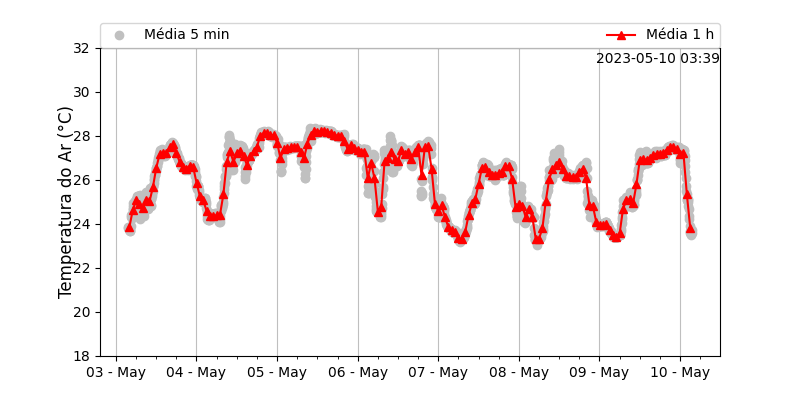 Média 5 min
Média 1 h
2023-05-10 03:39
Temperatura do Ar (°C)
32
30
28
26
24
22
20
18
03 - May
04 - May
05 - May
06 - May
07 - May
08 - May
09 - May
10 - May